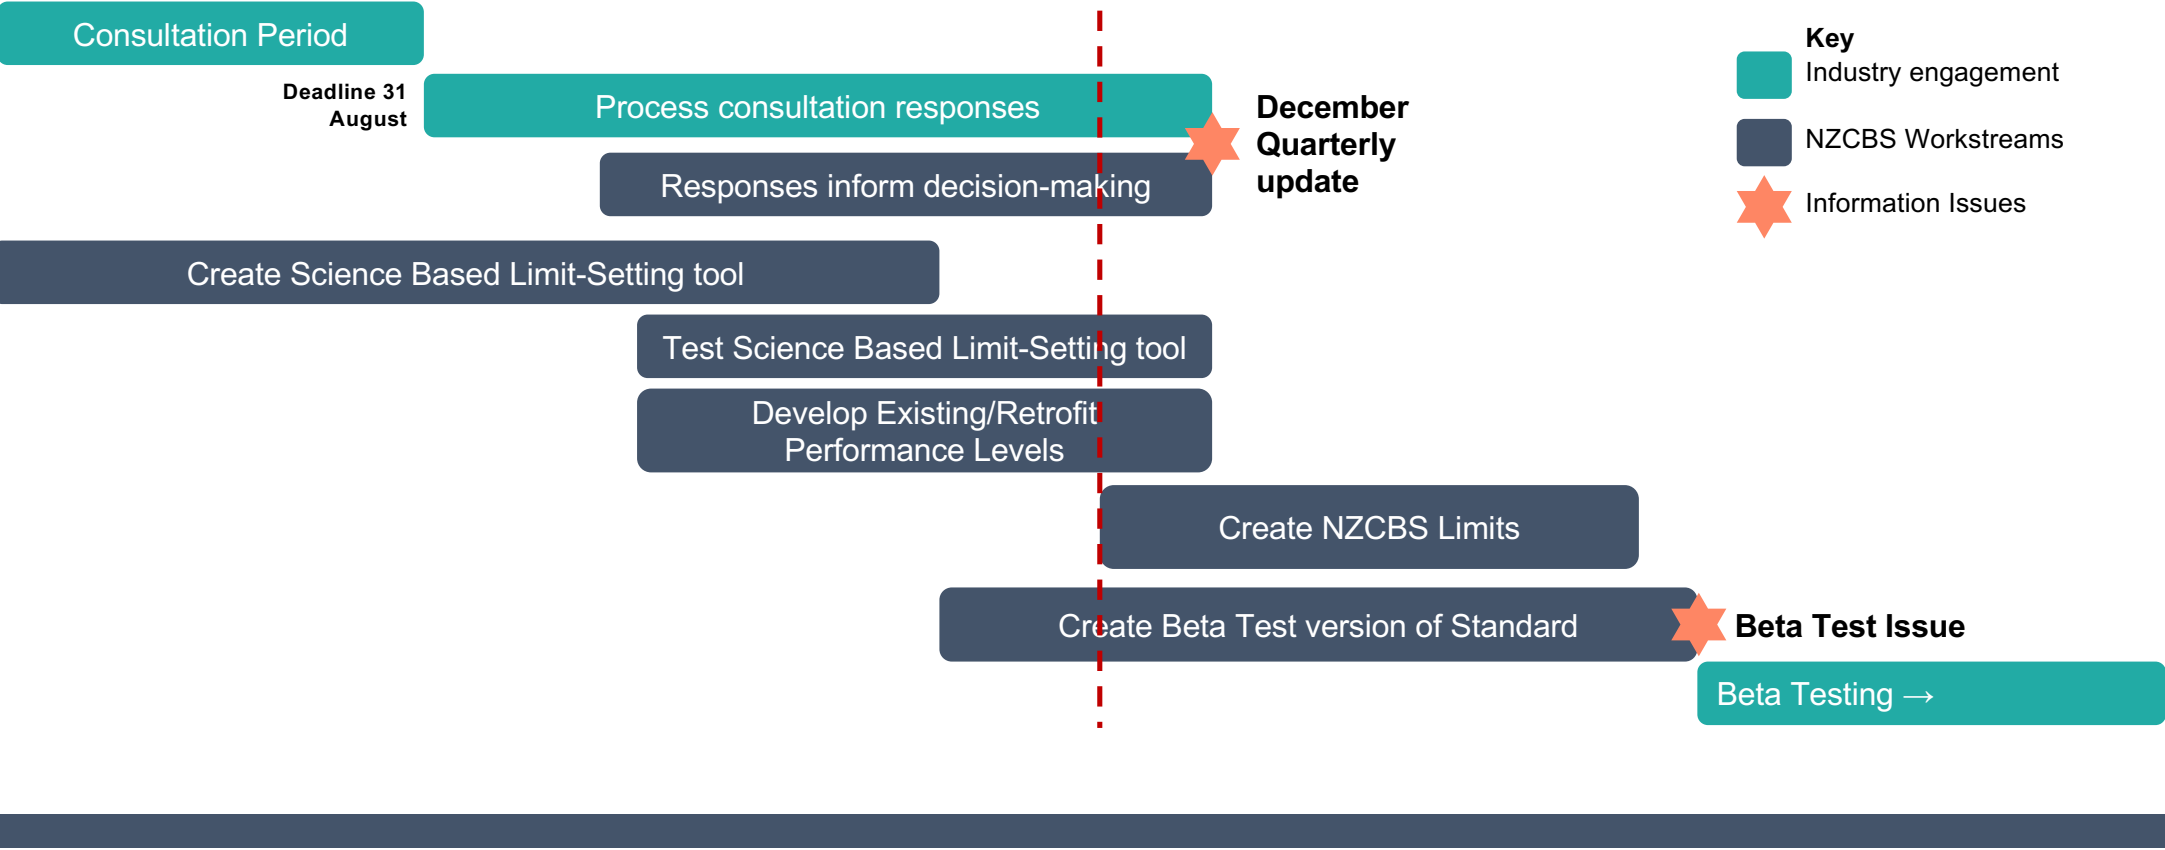 Consultation Period
Deadline 31
August
Process consultation responses
December
Quarterly
update
Responses inform decision-making
Create Science Based Limit-Setting tool
Test Science Based Limit-Setting tool
Develop Existing/Retrofit
Performance Levels
Create NZCBS Limits
Create Beta Test version of Standard
Beta Test Issue
Beta Testing →
Key
Industry engagement
NZCBS Workstreams
Information Issues